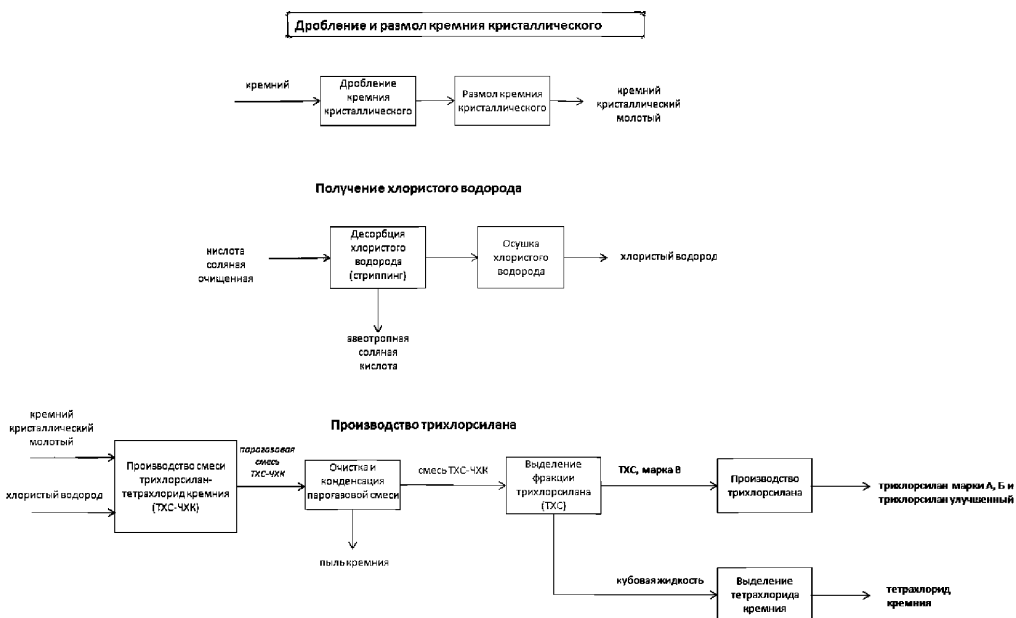 Дробление и размол кремния кристаллического
кремний
Дробление
кремния
кристаллического
Размол кремния
кристаллического
кремний
кристаллический
молотый
Получение хлористого водорода
кислота
соляная
очищенная
Десорбция
хлористого
водорода
(стриппинг)
Осушка
хлористого
водорода
хлористый водород
авеотропная
соляная
кислота
Производство трихлорсилана
кремний
кристаллический
молотый
хлористый водород
Производство смеси
трихлорсилан-
тетрахлорид кремния
(ТХС-ЧХК)
парогазовая
смесь
ТХС-ЧХК
Очистка и
конденсация
парогазовой смеси
пыль кремния
смесь ТХС-ЧХК
Выделение
фракции
трихлорсилана
(ТХС)
ТХС, марка В
Производство
трихлорсилана
трихлорсилан марки А, Б и
трихлорсилан улучшенный
кубовая жидкость
Выделение
тетрахлорида
кремния
тетрахлорид
кремния